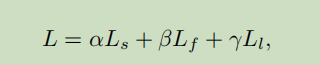 L = αL_s + βL_f + γL_l,